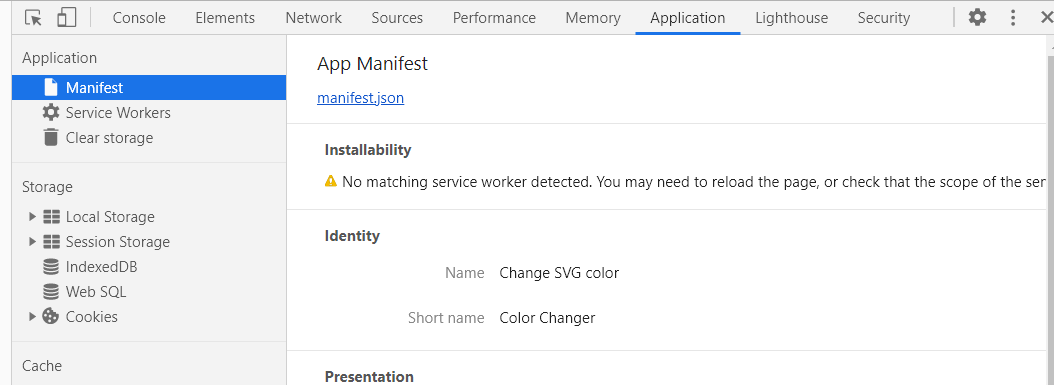 Console Elements Network Sources Performance Memory Application Lighthouse Security
Application
Manifest
Service Workers
Clear storage
Storage
Local Storage
Session Storage
IndexedDB
Web SQL
Cookies
Cache
App Manifest
manifest.json
Installability
No matching service worker detected. You may need to reload the page, or check that the scope of the ser
Identity
Name Change SVG color
Short name Color Changer
Presentation